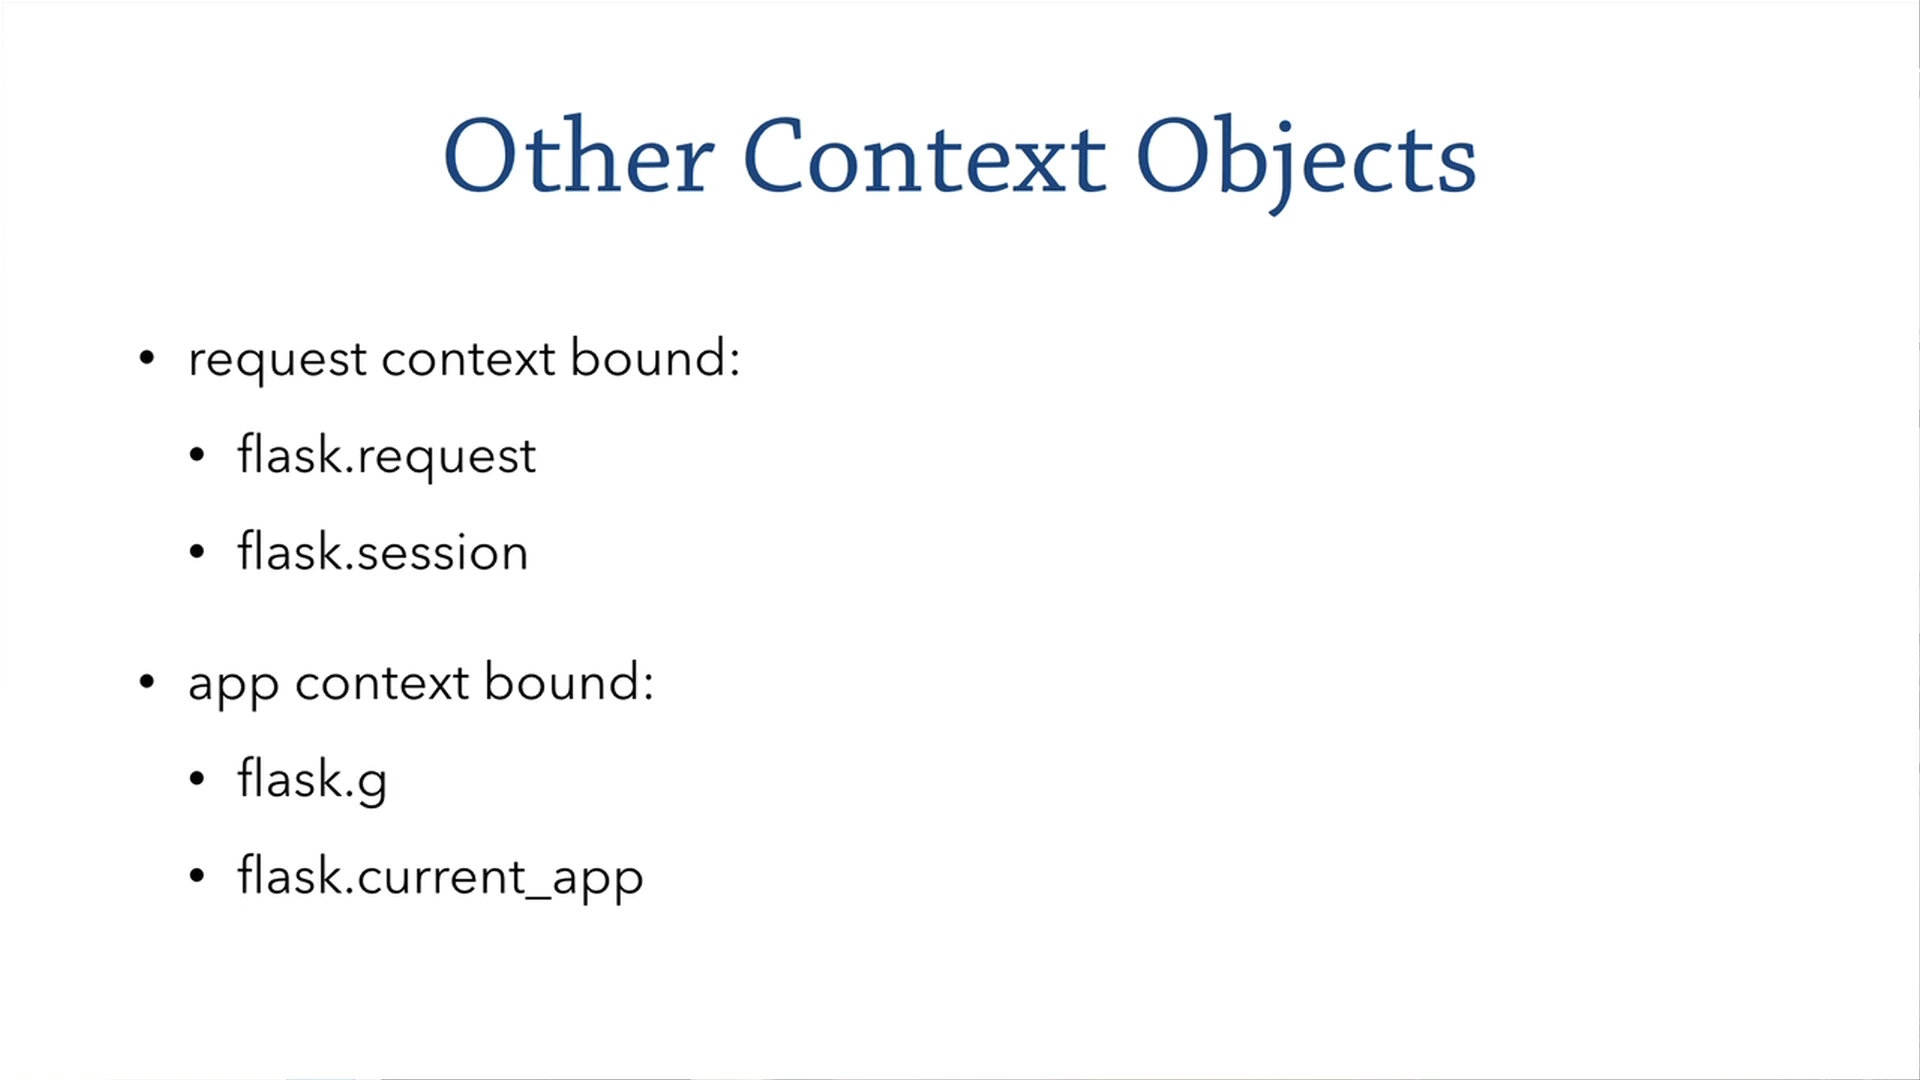 Other Context Objects
• request context bound:
• flask.request
• flask.session
• app context bound:
• flask.g
• flask.current_app